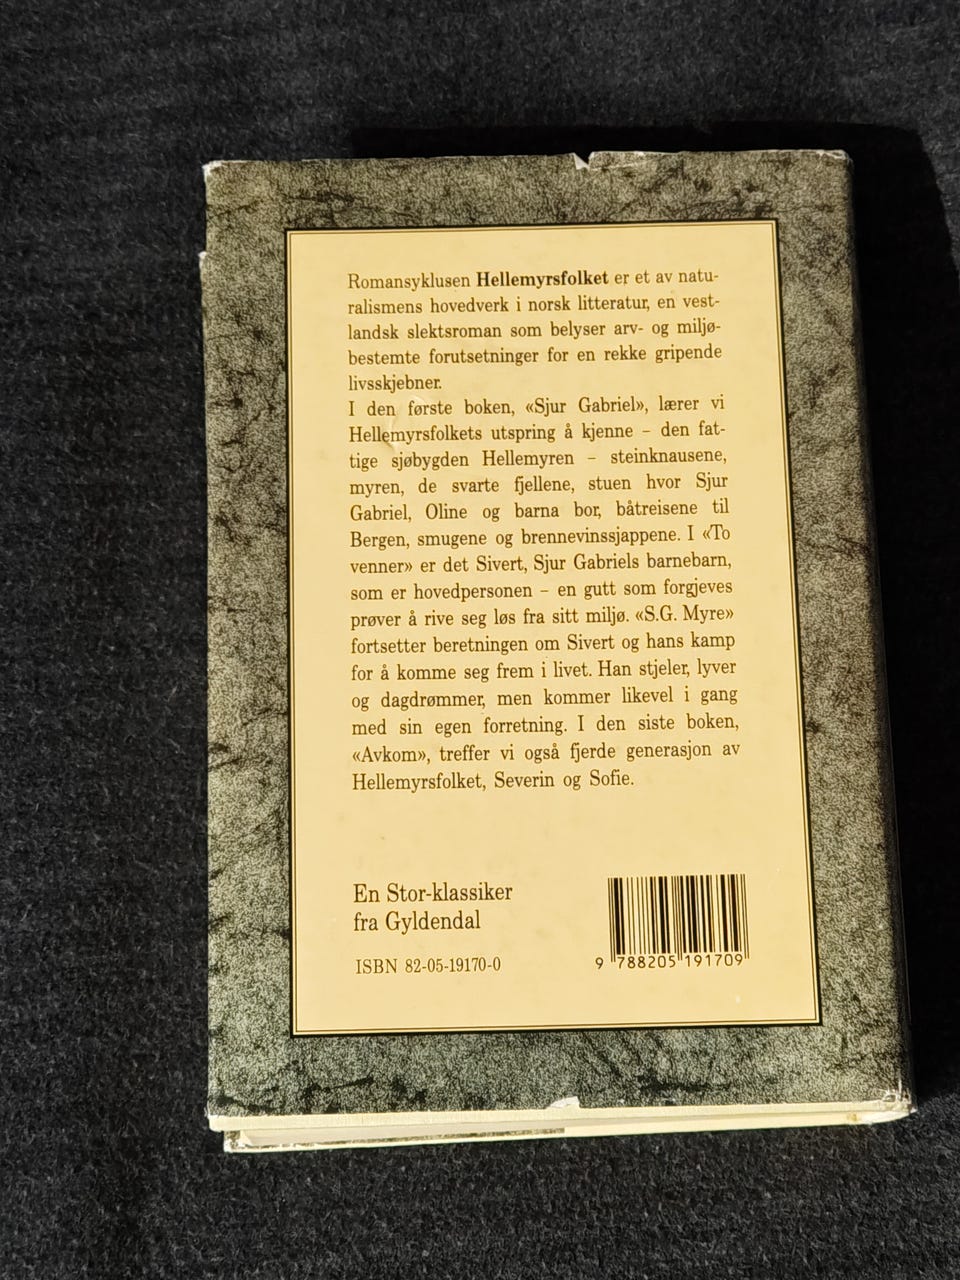 Romansyklusen Hellemyrsfolket er et av natu-
ralismens hovedverk i norsk litteratur, en vest-
landsk slektsroman som belyser arv- og miljø-
bestemte forutsetninger for en rekke gripende
livsskjebner.
I den første boken, «Sjur Gabriel», lærer vi
Hellemyrsfolkets utspring å kjenne – den fat-
tige sjøbygden Hellemyren – steinknausene,
myren, de svarte fjellene, stuen hvor Sjur
Gabriel, Oline og barna bor, båtreisene til
Bergen, smugene og brennevinssjappene. I «To
venner» er det Sivert, Sjur Gabriels barnebarn,
som er hovedpersonen – en gutt som forgjeves
prøver å rive seg løs fra sitt miljø. «S.G. Myre»
fortsetter beretningen om Sivert og hans kamp
for å komme seg frem i livet. Han stjeler, lyver
og dagdrømmer, men kommer likevel i gang
med sin egen forretning. I den siste boken,
«Avkom», treffer vi også fjerde generasjon av
Hellemyrsfolket, Severin og Sofie.
En Stor-klassiker
fra Gyldendal
ISBN 82-05-19170-0
9 788205 191709